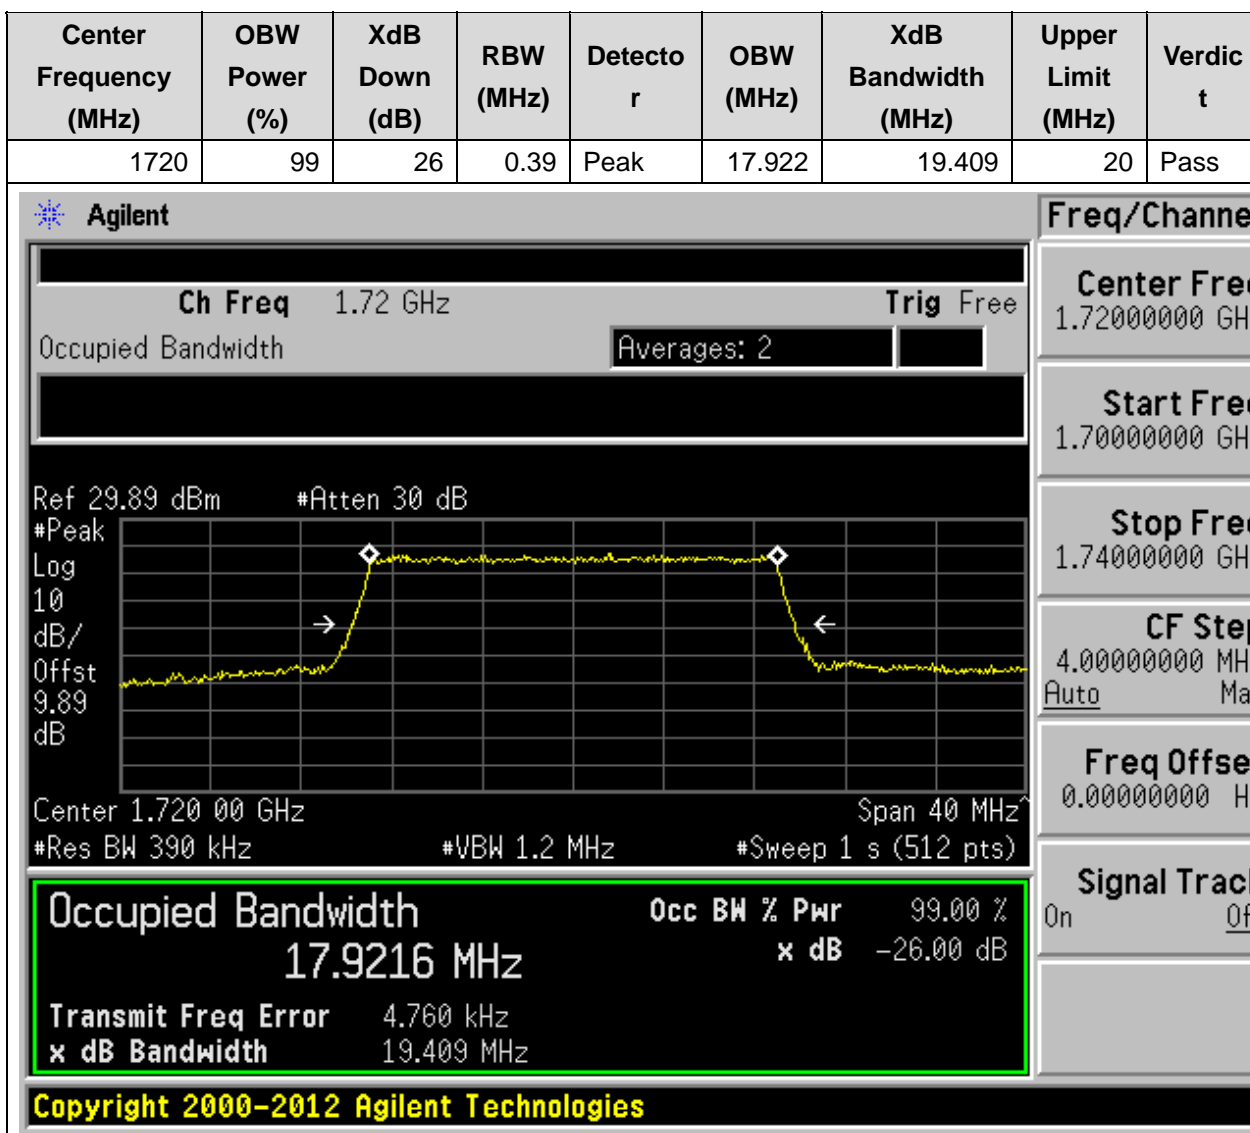 Center Frequency (MHz) OBW Power (%) XdB Down (dB) RBW (MHz) Detecto r OBW (MHz) XdB Bandwidth (MHz) Upper Limit (MHz) Verdic t
1720 99 26 0.39 Peak 17.922 19.409 20 Pass
Agilent
Freq/Channe
Ch Freq 1.72 GHz Trig Free
Occupied Bandwidth Averages: 2
Center Freq
1.72000000 GH
Start Freq
1.70000000 GH
Stop Freq
1.74000000 GH
CF Step
4.00000000 MH
Auto Ma
Freq Offse
0.00000000 H
Signal Track
On Of
Ref 29.89 dBm #Atten 30 dB
#Peak
Log
10
dB/
Offst
9.89
dB
Center 1.720 00 GHz Span 40 MHz^
#Res BW 390 kHz #VBW 1.2 MHz #Sweep 1 s (512 pts)
Occupied Bandwidth Occ BW % Pwr 99.00 %
17.9216 MHz x dB -26.00 dB
Transmit Freq Error 4.760 kHz
x dB Bandwidth 19.409 MHz
Copyright 2000-2012 Agilent Technologies